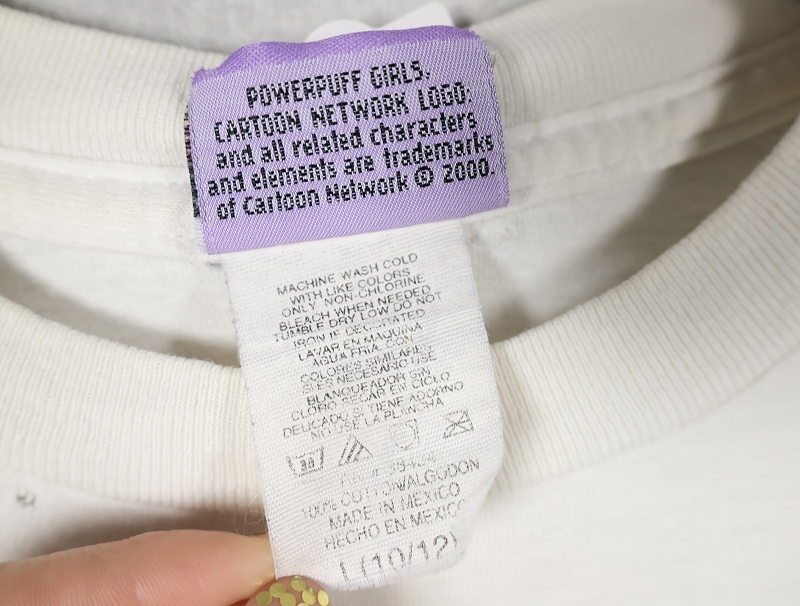 POWERPUFF GIRLS,
CARTOON NETWORK LOGO:
and all related characters
and elements are trademarks
of Cartoon Network © 2000.
MACHINE WASH COLD
WITH LIKE COLORS
ONLY NON-CHLORINE
BLEACH WHEN NEEDED
TUMBLE DRY LOW DO NOT
IRON IF DECORATED
LAVAR EN MAQUINA
AGUA FRIA CON
COLORES SIMILARES
SI ES NECESARIO USE
BLANQUEADOR SIN
CLORO SECAR EN CICLO
DELICADO SI TIENE ADORNO
NO USE LA PLANCHA
100% COTTON/ALGODON
MADE IN MEXICO
HECHO EN MEXICO
L (10/12)